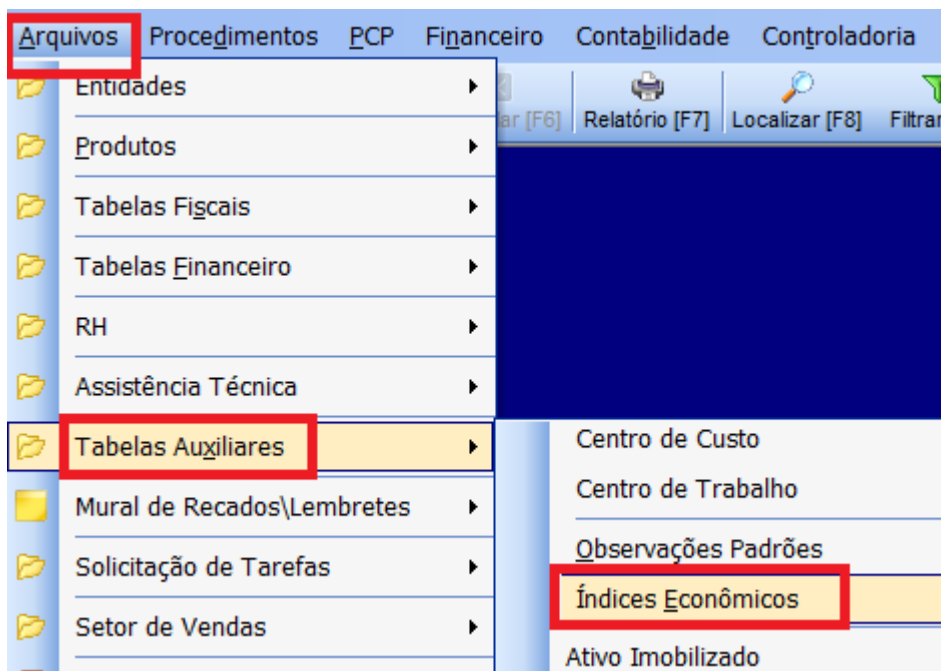 Arquivos Procedimentos PCP Financeiro Contabilidade Controladoria
[F6] Relatório [F7] Localizar [F8] Filtrar
Entidades
Produtos
Tabelas Fiscais
Tabelas Financeiro
RH
Assistência Técnica
Tabelas Auxiliares
Mural de Recados\Lembretes
Solicitação de Tarefas
Setor de Vendas
Centro de Custo
Centro de Trabalho
Observações Padrões
Índices Econômicos
Ativo Imobilizado